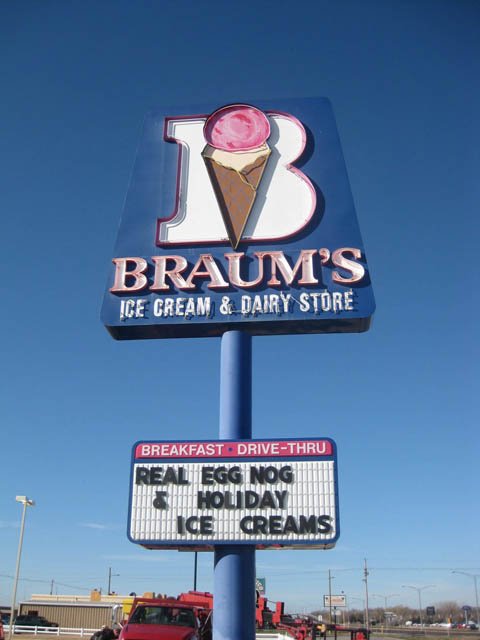 B
BRAUM'S
ICE CREAM & DAIRY STORE
BREAKFAST · DRIVE-THRU
REAL EGG NOG
& HOLIDAY
ICE CREAMS